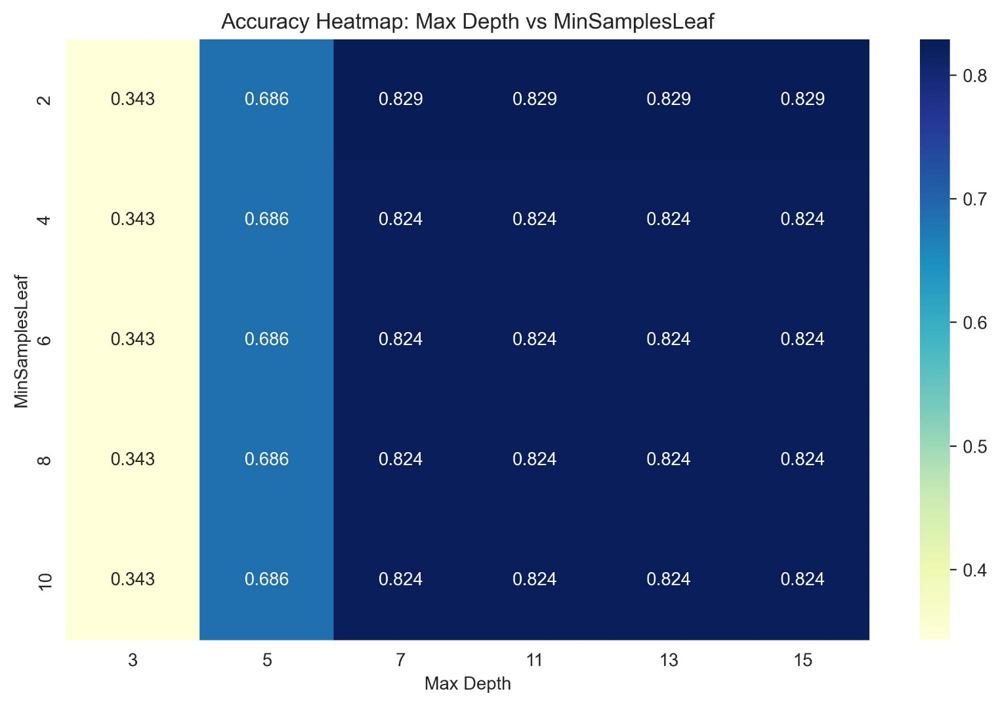 Accuracy Heatmap: Max Depth vs MinSamplesLeaf
2 0.343 0.686 0.829 0.829 0.829 0.829
4 0.343 0.686 0.824 0.824 0.824 0.824
6 0.343 0.686 0.824 0.824 0.824 0.824
8 0.343 0.686 0.824 0.824 0.824 0.824
10 0.343 0.686 0.824 0.824 0.824 0.824
MinSamplesLeaf
3 5 7 11 13 15
Max Depth
0.8
0.7
0.6
0.5
0.4